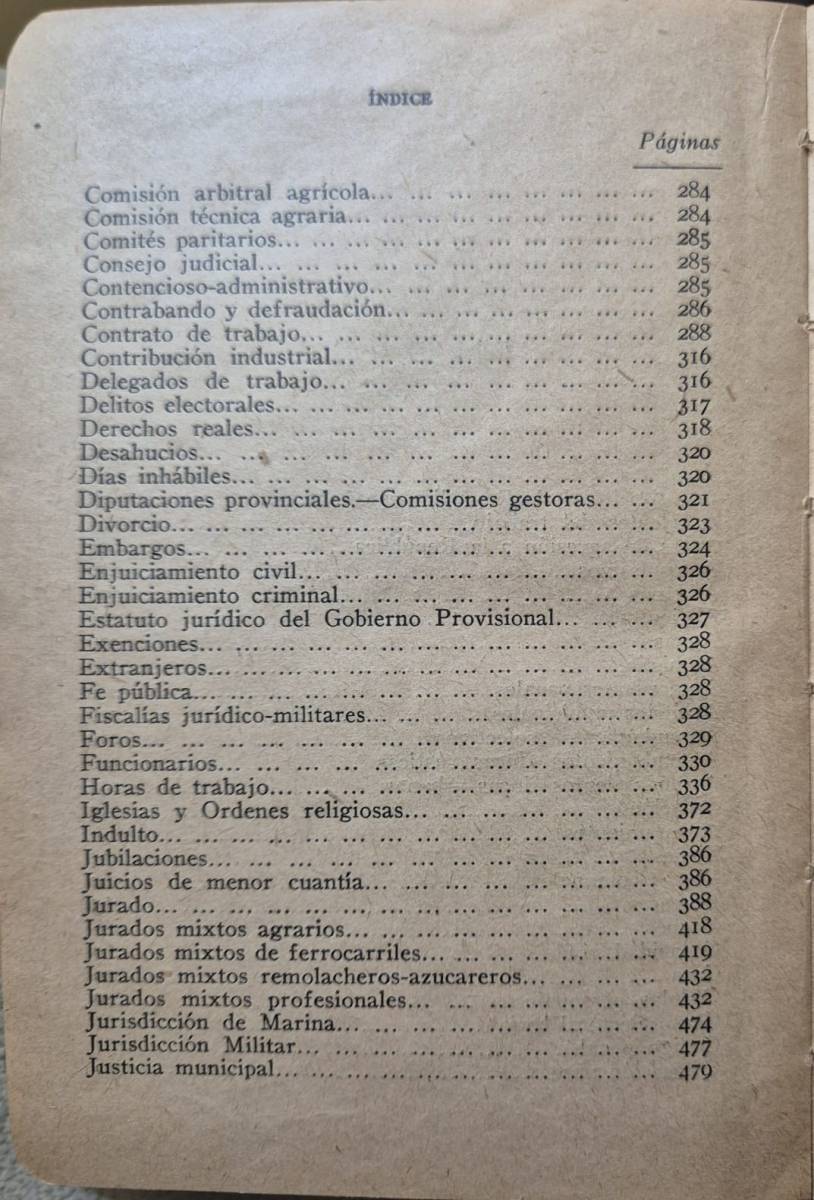 ÍNDICE
Páginas
Comisión arbitral agrícola... ... ... ... ... ... ... ... 284
Comisión técnica agraria... ... ... ... ... ... ... ... ... 284
Comités paritarios... ... ... ... ... ... ... ... ... ... ... 285
Consejo judicial... ... ... ... ... ... ... ... ... ... ... 285
Contencioso-administrativo... ... ... ... ... ... ... ... 285
Contrabando y defraudación... ... ... ... ... ... ... ... 286
Contrato de trabajo... ... ... ... ... ... ... ... ... ... 288
Contribución industrial... ... ... ... ... ... ... ... ... 316
Delegados de trabajo... ... ... ... ... ... ... ... ... ... 316
Delitos electorales... ... ... ... ... ... ... ... ... ... ... 317
Derechos reales... ... ... ... ... ... ... ... ... ... ... 318
Desahucios... ... ... ... ... ... ... ... ... ... ... ... 320
Días inhábiles... ... ... ... ... ... ... ... ... ... ... ... 320
Diputaciones provinciales.—Comisiones gestoras... ... 321
Divorcio... ... ... ... ... ... ... ... ... ... ... ... ... ... 323
Embargos... ... ... ... ... ... ... ... ... ... ... ... ... 324
Enjuiciamiento civil... ... ... ... ... ... ... ... ... ... 326
Enjuiciamiento criminal... ... ... ... ... ... ... ... ... 326
Estatuto jurídico del Gobierno Provisional... ... ... 327
Exenciones... ... ... ... ... ... ... ... ... ... ... ... ... 328
Extranjeros... ... ... ... ... ... ... ... ... ... ... ... ... 328
Fe pública... ... ... ... ... ... ... ... ... ... ... ... ... 328
Fiscalías jurídico-militares... ... ... ... ... ... ... ... 328
Foros... ... ... ... ... ... ... ... ... ... ... ... ... ... 329
Funcionarios... ... ... ... ... ... ... ... ... ... ... ... 330
Horas de trabajo... ... ... ... ... ... ... ... ... ... ... 336
Iglesias y Ordenes religiosas... ... ... ... ... ... ... 372
Indulto... ... ... ... ... ... ... ... ... ... ... ... ... ... 373
Jubilaciones... ... ... ... ... ... ... ... ... ... ... ... 386
Juicios de menor cuantía... ... ... ... ... ... ... ... 386
Jurado... ... ... ... ... ... ... ... ... ... ... ... ... ... 388
Jurados mixtos agrarios... ... ... ... ... ... ... ... ... 418
Jurados mixtos de ferrocarriles... ... ... ... ... ... ... 419
Jurados mixtos remolacheros-azucareros... ... ... ... 432
Jurados mixtos profesionales... ... ... ... ... ... ... 432
Jurisdicción de Marina... ... ... ... ... ... ... ... ... 474
Jurisdicción Militar... ... ... ... ... ... ... ... ... ... 477
Justicia municipal... ... ... ... ... ... ... ... ... ... ... 479